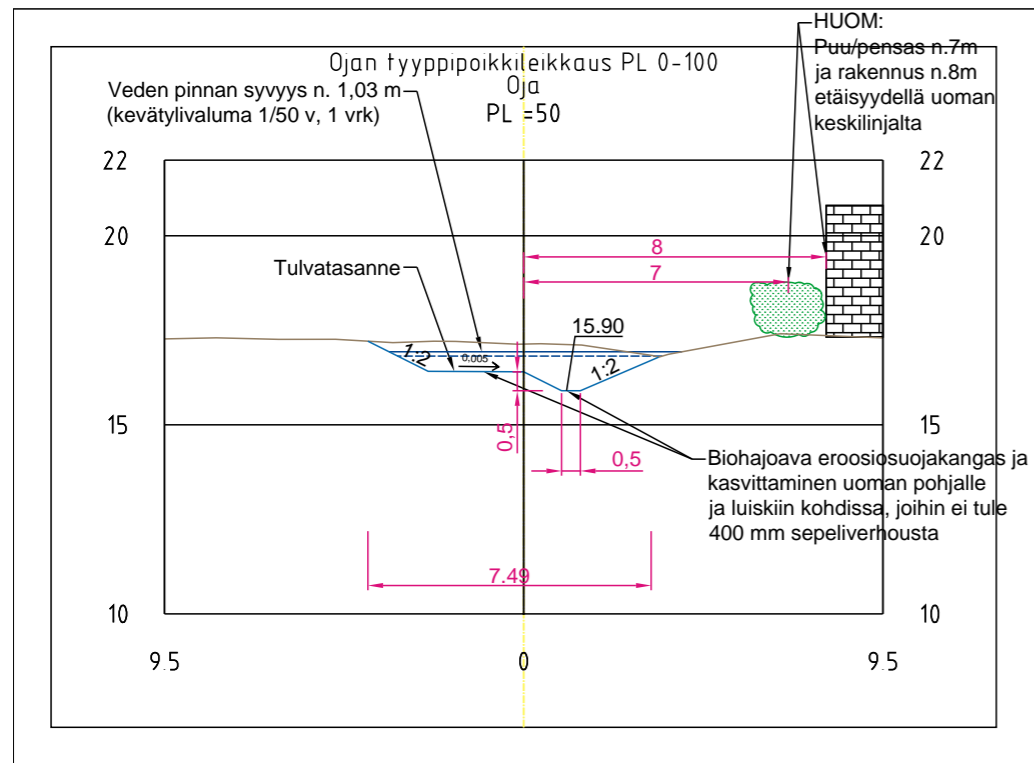 HUOM:
Puu/pensas n.7m
ja rakennus n.8m
etäisyydellä uoman
keskilinjalta
Ojan tyyppipoikkileikkaus PL 0-100
Oja
PL =50
Veden pinnan syvyys n. 1,03 m
(kevätylivaluma 1/50 v, 1 vrk)
22
22
20
20
8
7
Tulvatasanne
15.90
1:2
0.005
1:2
15
15
0,5
0,5
Biohajoava eroosiosuojakangas ja
kasvittaminen uoman pohjalle
ja luiskiin kohdissa, joihin ei tule
400 mm sepeliverhousta
7.49
10
10
9.5
0
9.5